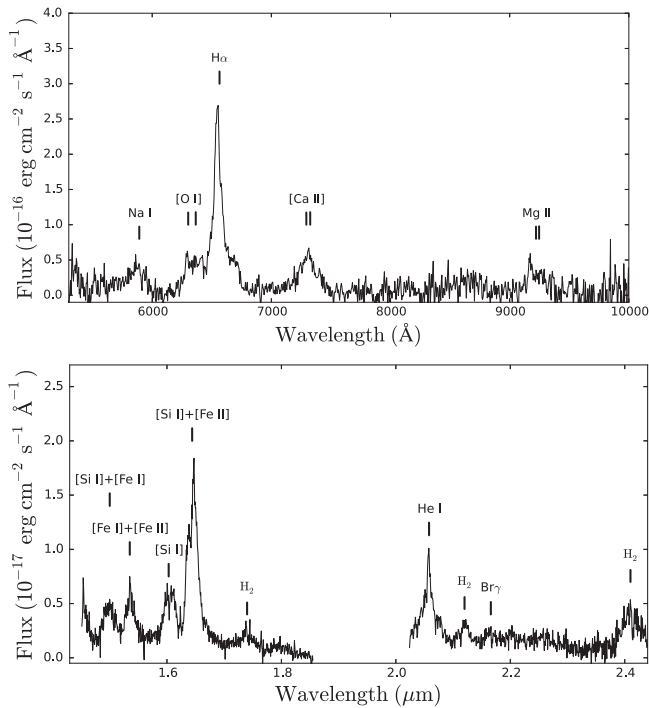 4.0
3.5
3.0
2.5
2.0
1.5
1.0
0.5
0.0
Flux (10⁻¹⁶ erg cm⁻² s⁻¹ Å⁻¹)
Hα
Na I
[O I]
[Ca II]
Mg II
6000 7000 8000 9000 10000
Wavelength (Å)
2.5
2.0
1.5
1.0
0.5
0.0
Flux (10⁻¹⁷ erg cm⁻² s⁻¹ Å⁻¹)
[Si I]+[Fe II]
[Si I]+[Fe I]
[Fe I]+[Fe II]
[Si I]
H₂
He I
H₂
Brγ
H₂
1.6 1.8 2.0 2.2 2.4
Wavelength (μm)